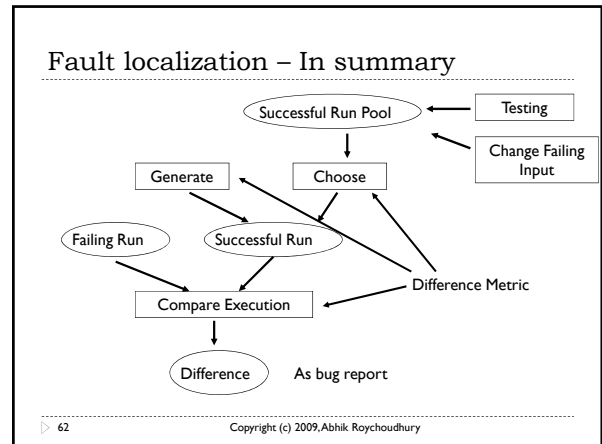 Fault localization – In summary
Successful Run Pool
Testing
Change Failing
Input
Generate
Choose
Failing Run
Successful Run
Difference Metric
Compare Execution
Difference
As bug report
62
Copyright (c) 2009,Abhik Roychoudhury